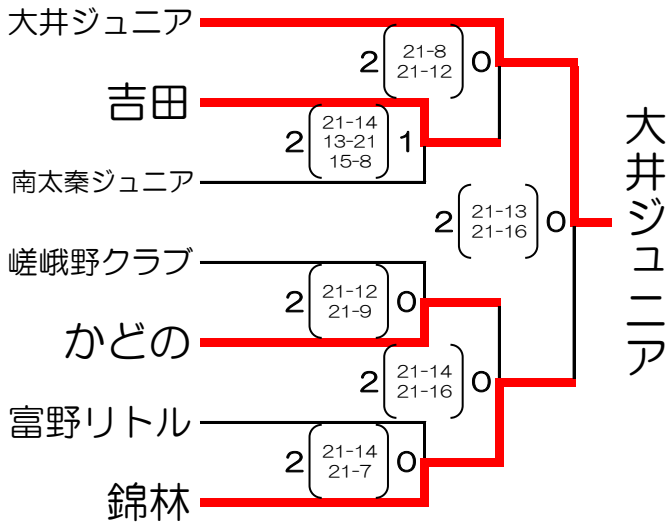 大井ジュニア
2 21-8 0
21-12
吉田
2 21-14 1
13-21
15-8
南太秦ジュニア
2 21-13 0
21-16
大井ジュニア
嵯峨野クラブ
2 21-12 0
21-9
かどの
2 21-14 0
21-16
富野リトル
2 21-14 0
21-7
錦林